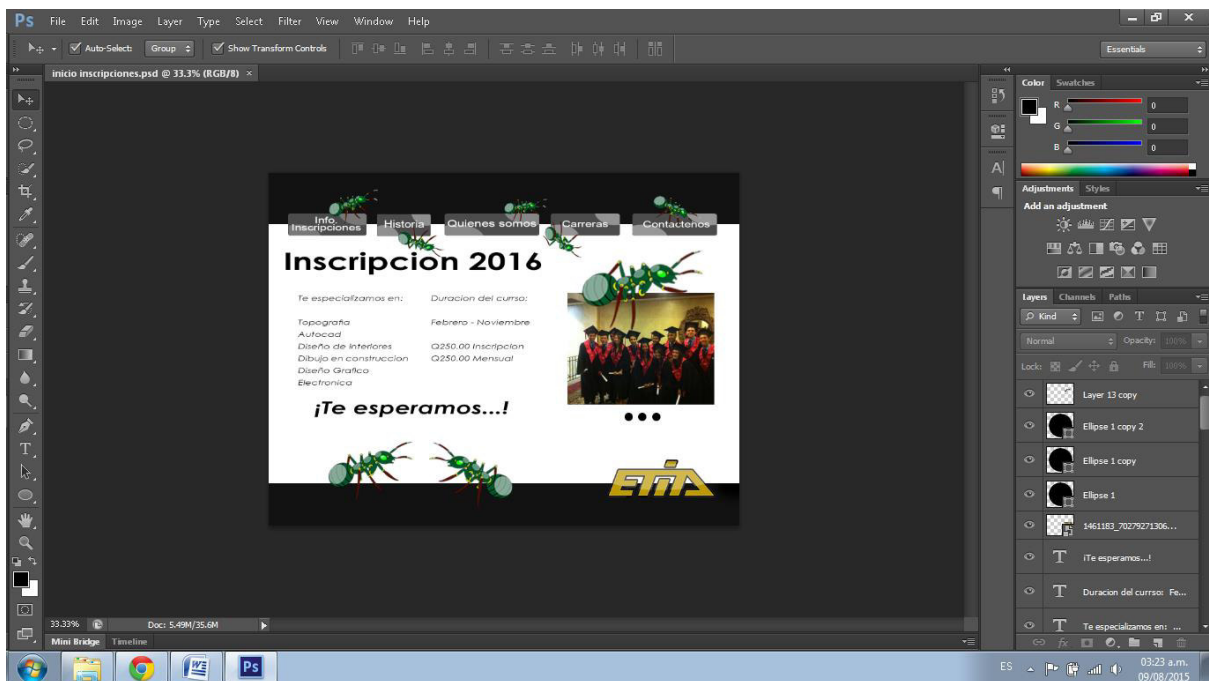 Ps File Edit Image Layer Type Select Filter View Window Help
Auto-Select: Group Show Transform Controls Essentials
inicio inscripciones.psd @ 33.3% (RGB/8) ×
Color Swatches
R 0
G 0
B 0
Adjustments Styles
Add an adjustment
Layers Channels Paths
Kind
Normal Opacity: 100%
Lock: Fill: 100%
Layer 13 copy
Ellipse 1 copy 2
Ellipse 1 copy
Ellipse 1
1461183_70279271306...
¡Te esperamos...!
Duracion del currso: Fe...
Te especializamos en: ...
Info.
Inscripciones
Historia
Quienes somos
Carreras
Contactenos
Inscripcion 2016
Te especializamos en: Duracion del currso:
Topografia Febrero - Noviembre
Autocad
Diseño de Interiores Q250.00 Inscripcion
Dibujo en construccion Q250.00 Mensual
Diseño Grafico
Electronica
¡Te esperamos...!
ETITA
33.33% Doc: 5.49M/35.6M
Mini Bridge Timeline
Ps
ES 03:23 a.m.
09/08/2015